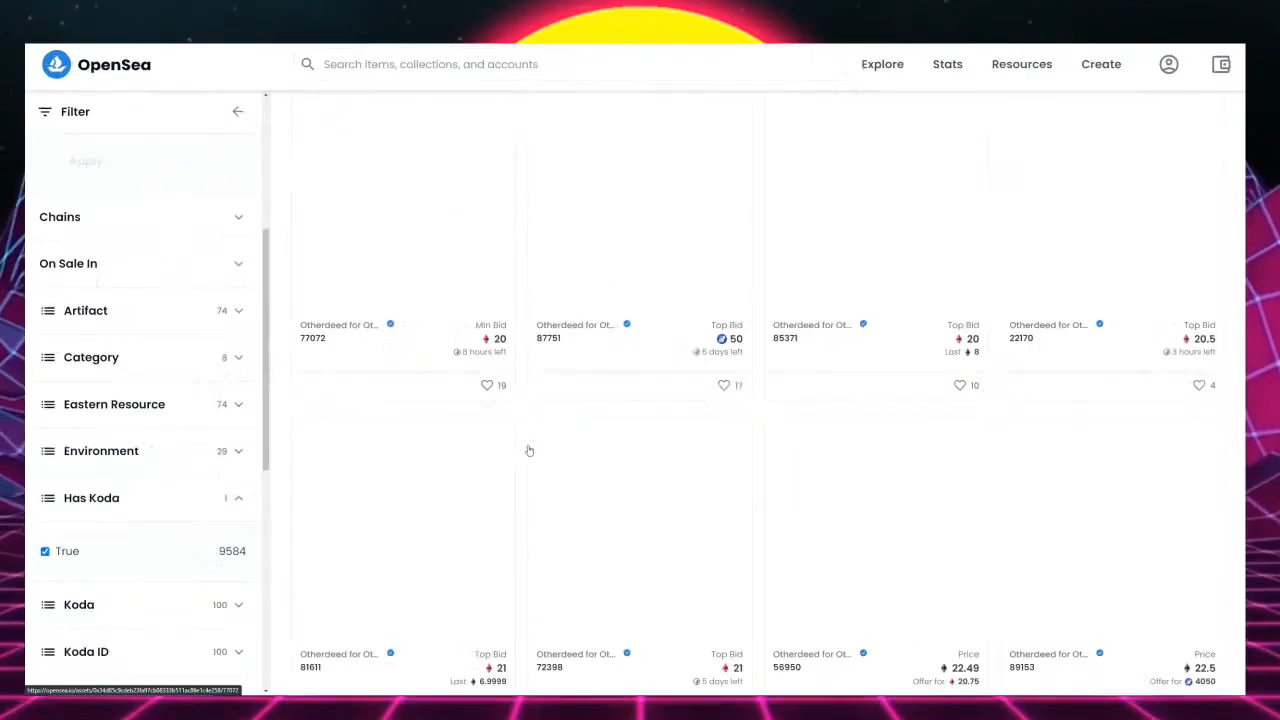 OpenSea
Search items, collections, and accounts
Explore
Stats
Resources
Create
Filter
Apply
Chains
On Sale In
Artifact 74
Category 8
Eastern Resource 74
Environment 29
Has Koda 1
True 9584
Koda 100
Koda ID 100
Otherdeed for Ot... Min Bid
77072 20
8 hours left
19
Otherdeed for Ot... Top Bid
87751 50
5 days left
17
Otherdeed for Ot... Top Bid
85371 20
Last 8
10
Otherdeed for Ot... Top Bid
22170 20.5
3 hours left
4
Otherdeed for Ot... Top Bid
81611 21
Last 6.9999
Otherdeed for Ot... Top Bid
72398 21
5 days left
Otherdeed for Ot... Price
56950 22.49
Offer for 20.75
Otherdeed for Ot... Price
89153 22.5
Offer for 4050